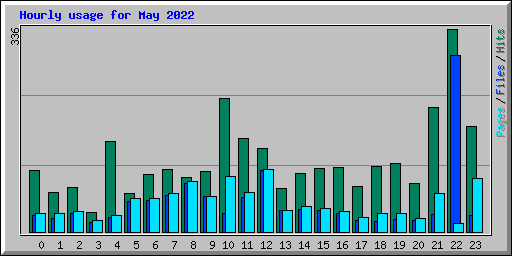 Hourly usage for May 2022
336
Pages/Files/Hits
0 1 2 3 4 5 6 7 8 9 10 11 12 13 14 15 16 17 18 19 20 21 22 23